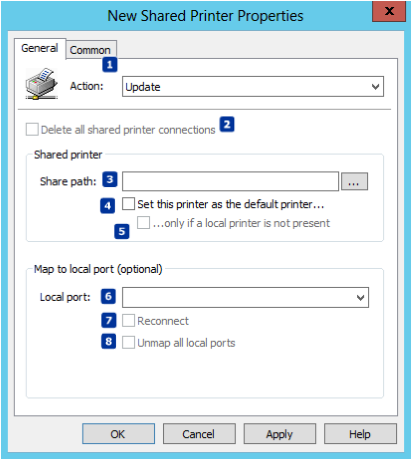 New Shared Printer Properties
x
General Common
1
Action: Update
Delete all shared printer connections 2
Shared printer
Share path: 3 ...
4 Set this printer as the default printer...
5 ...only if a local printer is not present
Map to local port (optional)
Local port: 6
7 Reconnect
8 Unmap all local ports
OK Cancel Apply Help